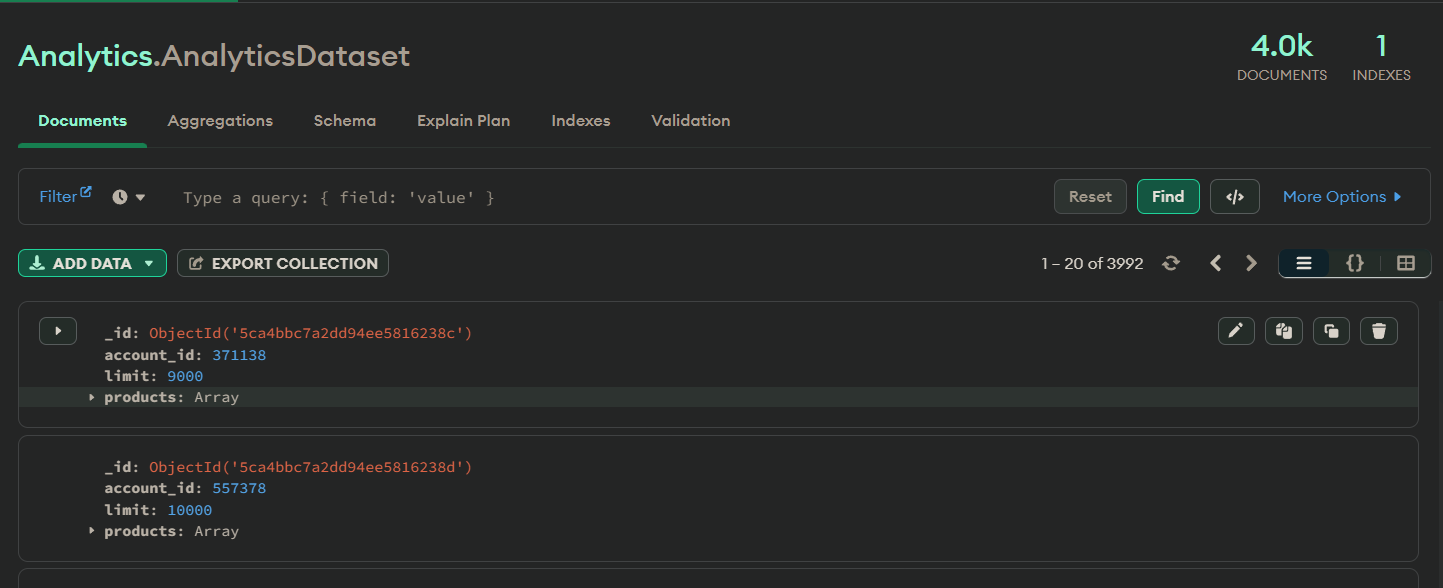 Analytics.AnalyticsDataset
4.0k
DOCUMENTS
1
INDEXES
Documents Aggregations Schema Explain Plan Indexes Validation
Filter Type a query: { field: 'value' } Reset Find </> More Options
ADD DATA EXPORT COLLECTION 1 – 20 of 3992 {}
_id: ObjectId('5ca4bbc7a2dd94ee5816238c')
account_id: 371138
limit: 9000
products: Array
_id: ObjectId('5ca4bbc7a2dd94ee5816238d')
account_id: 557378
limit: 10000
products: Array